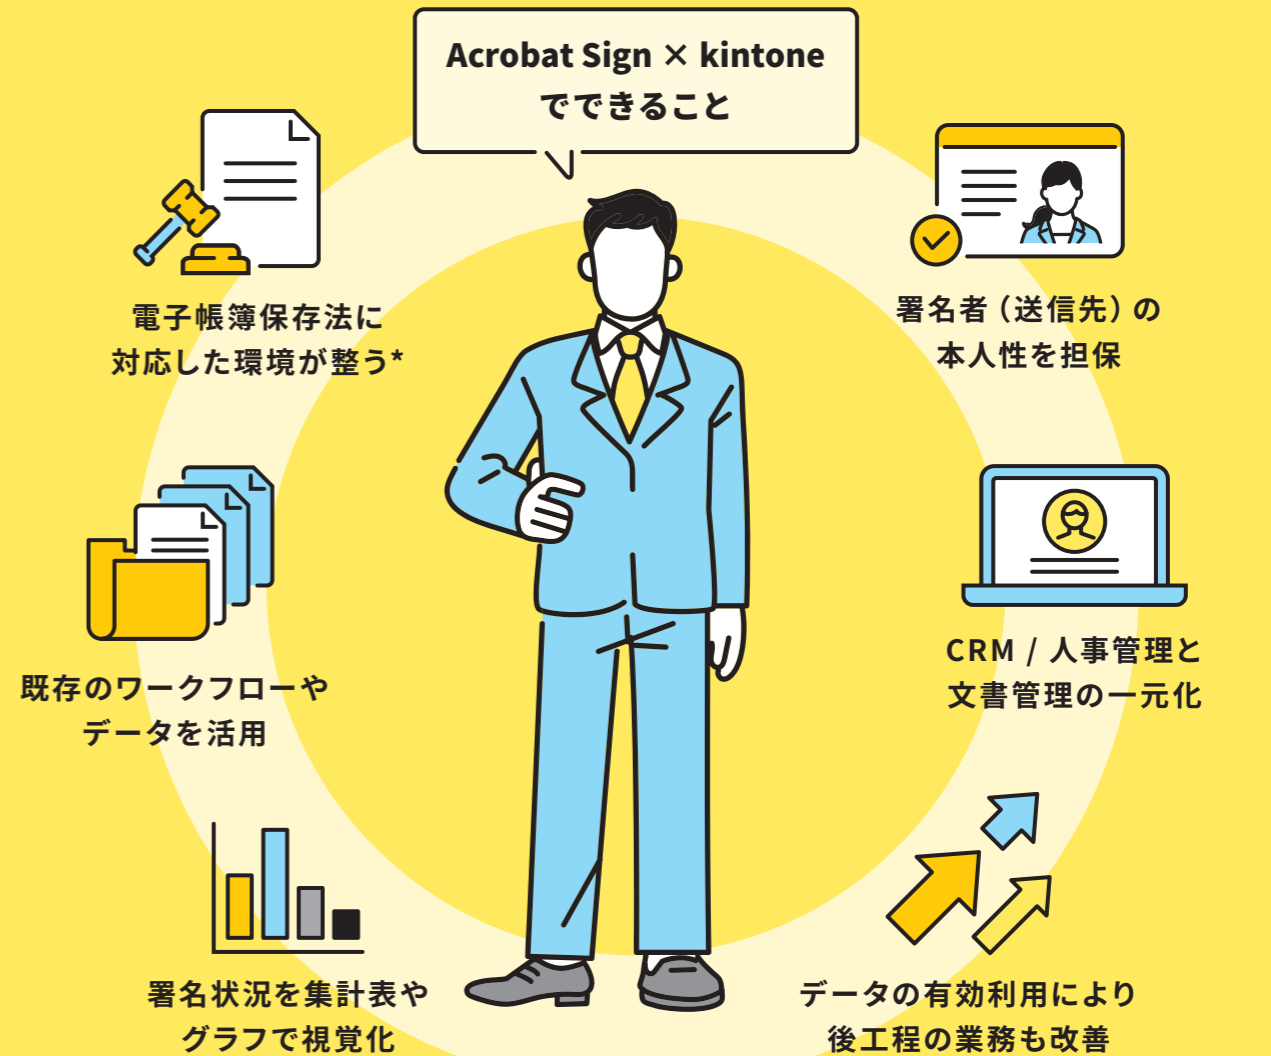 Acrobat Sign × kintone
でできること
電子帳簿保存法に
対応した環境が整う*
署名者（送信先）の
本人性を担保
既存のワークフローや
データを活用
CRM / 人事管理と
文書管理の一元化
署名状況を集計表や
グラフで視覚化
データの有効利用により
後工程の業務も改善